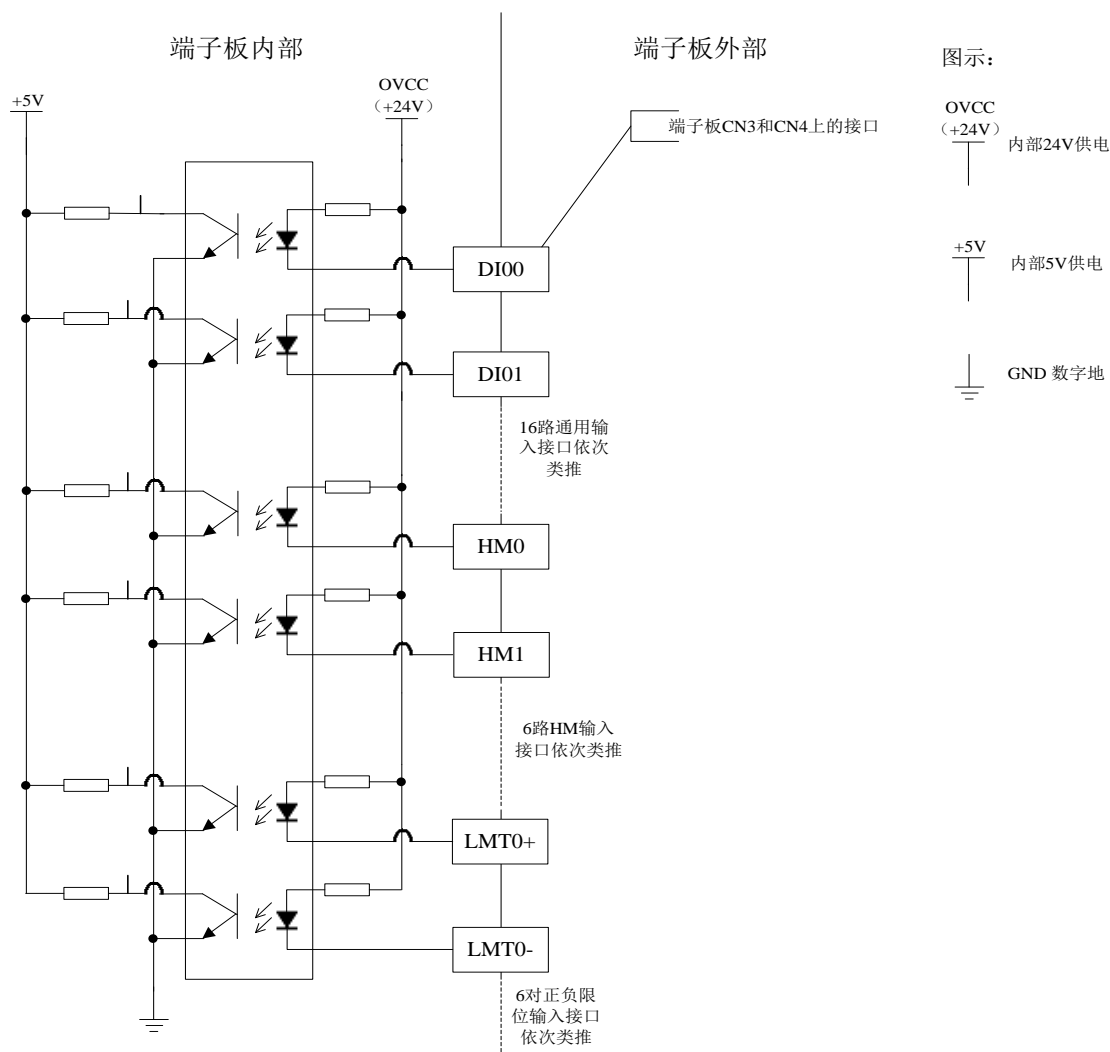 端子板内部
端子板外部
图示：
+5V
OVCC
（+24V）
端子板CN3和CN4上的接口
OVCC
（+24V）
内部24V供电
DI00
+5V
内部5V供电
DI01
GND 数字地
16路通用输
入接口依次
类推
HM0
HM1
6路HM输入
接口依次类推
LMT0+
LMT0-
6对正负限
位输入接口
依次类推